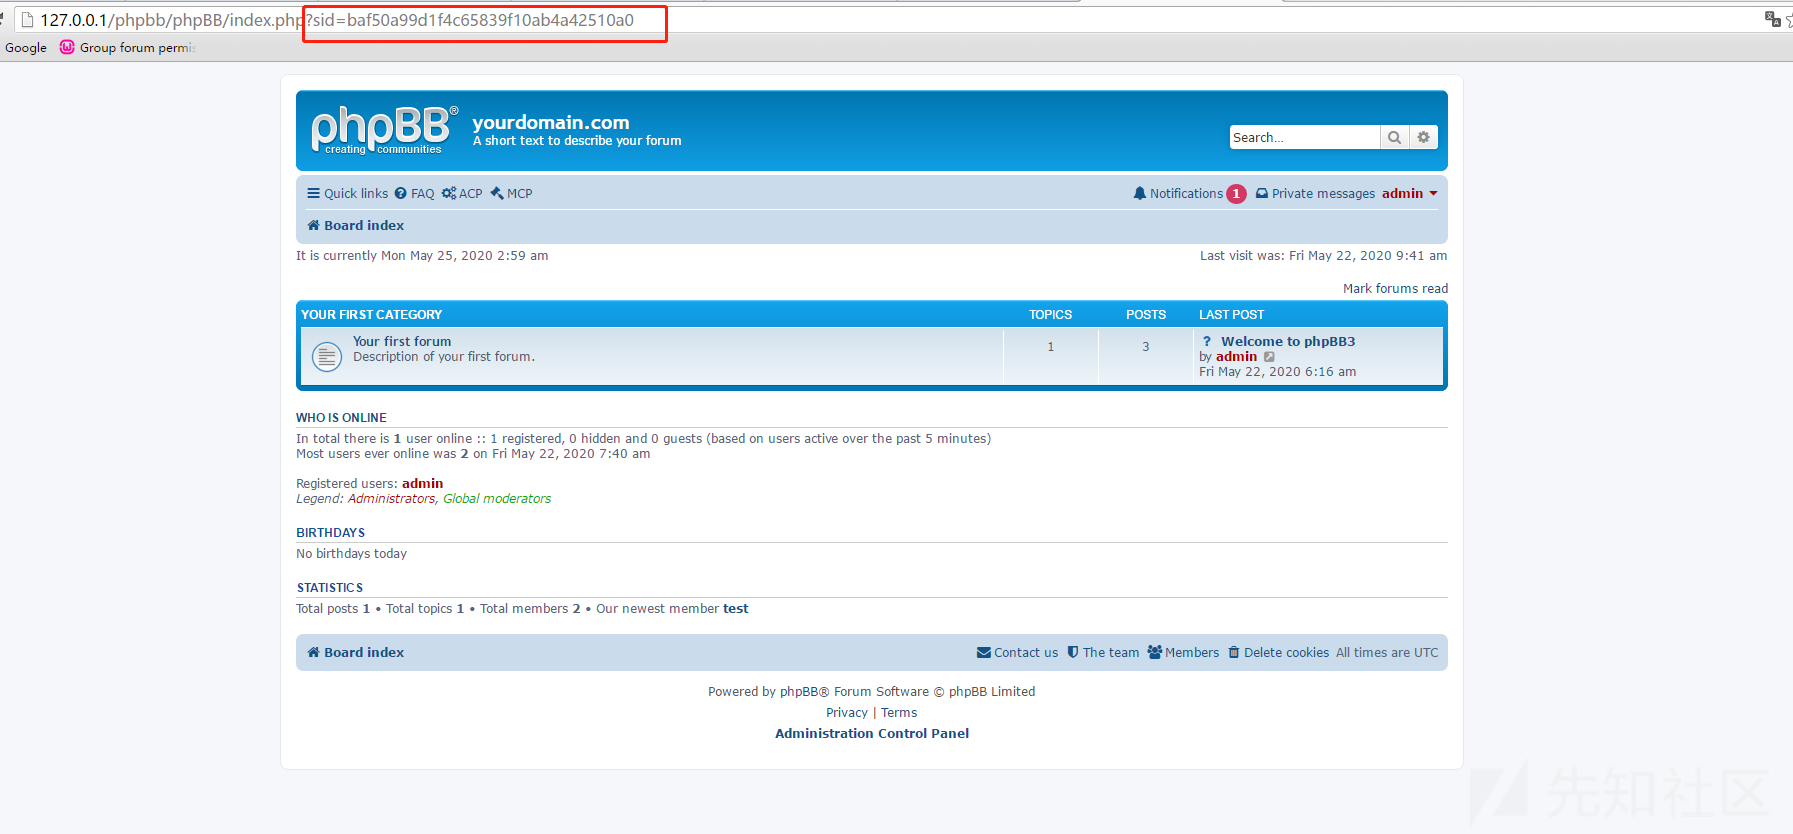 127.0.0.1/phpbb/phpBB/index.php?sid=baf50a99d1f4c65839f10ab4a42510a0
Google Group forum permis
phpBB®
creating communities
yourdomain.com
A short text to describe your forum
Search…
Quick links FAQ ACP MCP
Notifications 1 Private messages admin
Board index
It is currently Mon May 25, 2020 2:59 am
Last visit was: Fri May 22, 2020 9:41 am
Mark forums read
YOUR FIRST CATEGORY TOPICS POSTS LAST POST
Your first forum
Description of your first forum.
1
3
? Welcome to phpBB3
by admin
Fri May 22, 2020 6:16 am
WHO IS ONLINE
In total there is 1 user online :: 1 registered, 0 hidden and 0 guests (based on users active over the past 5 minutes)
Most users ever online was 2 on Fri May 22, 2020 7:40 am
Registered users: admin
Legend: Administrators, Global moderators
BIRTHDAYS
No birthdays today
STATISTICS
Total posts 1 • Total topics 1 • Total members 2 • Our newest member test
Board index
Contact us The team Members Delete cookies All times are UTC
Powered by phpBB® Forum Software © phpBB Limited
Privacy | Terms
Administration Control Panel
先知社区